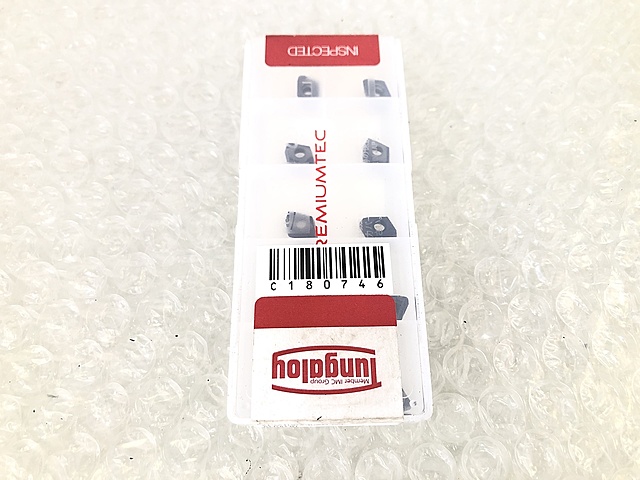 INSPECTED
REMIUMTEC
C180746
Tungaloy
Member IMC Group